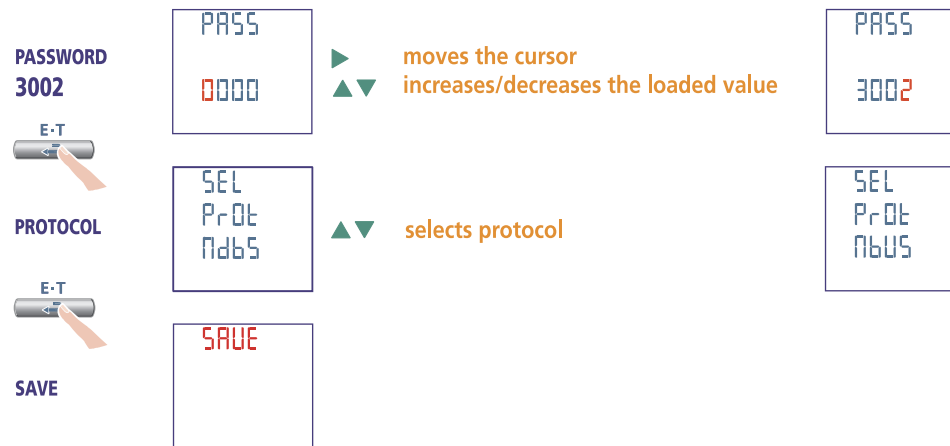 PASS
PASS
PASSWORD
moves the cursor
3002
0000
increases/decreases the loaded value
3002
E·T
SEL
SEL
PROTOCOL
Prot
selects protocol
Prot
MdbS
MbUS
E·T
SAVE
SAVE